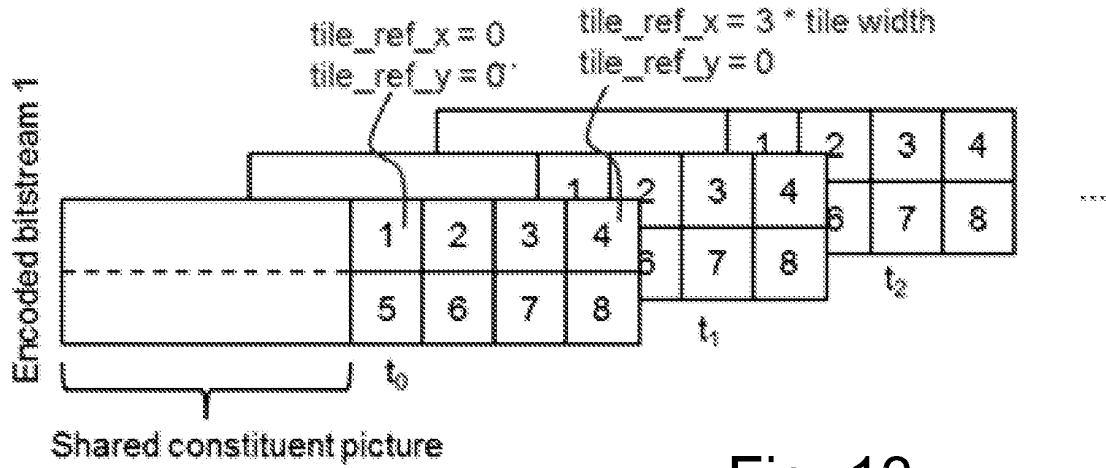 tile_ref_x = 0
tile_ref_y = 0
tile_ref_x = 3 * tile width
tile_ref_y = 0
Encoded bitstream 1
1 2 3 4
1 2 3 4
6 7 8
1 2 3 4
6 7 8
5 6 7 8
...
t₀
t₁
t₂
Shared constituent picture